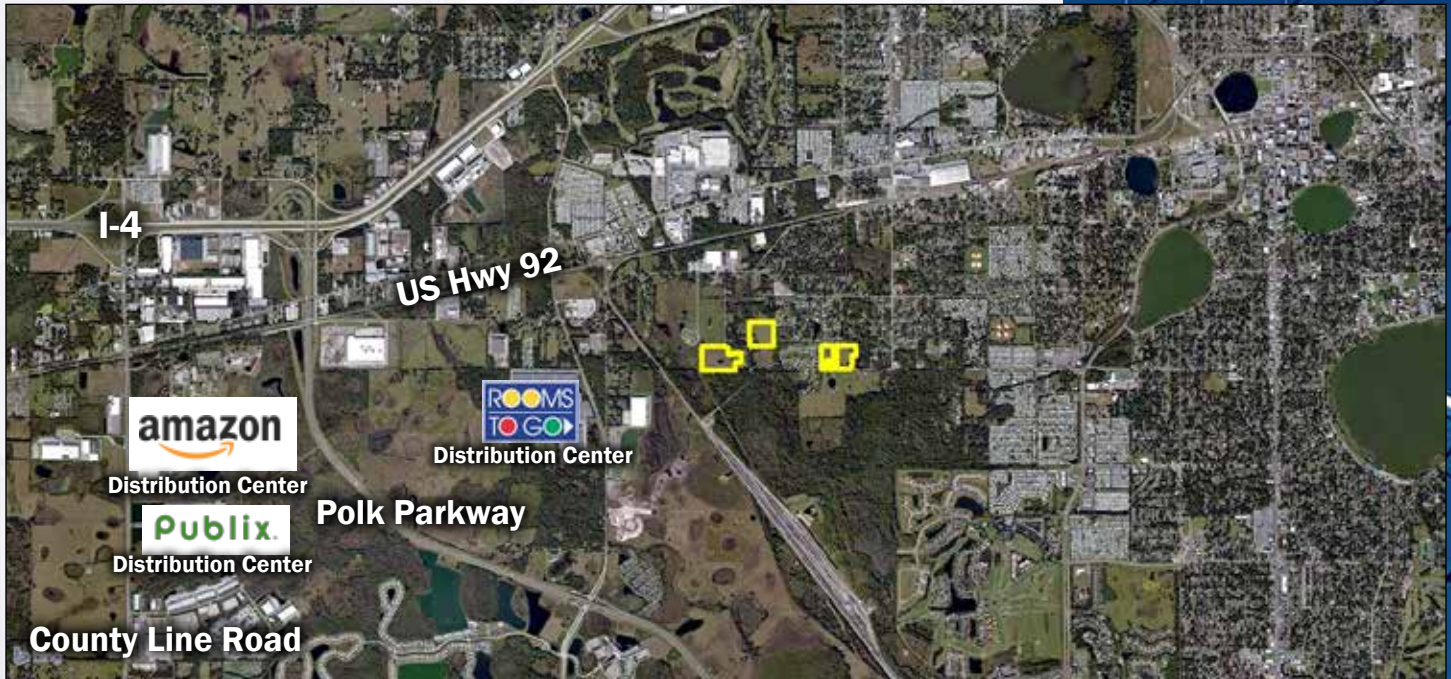 I-4
US Hwy 92
amazon
Distribution Center
Publix.
Distribution Center
ROOMS
TO GO
Distribution Center
Polk Parkway
County Line Road